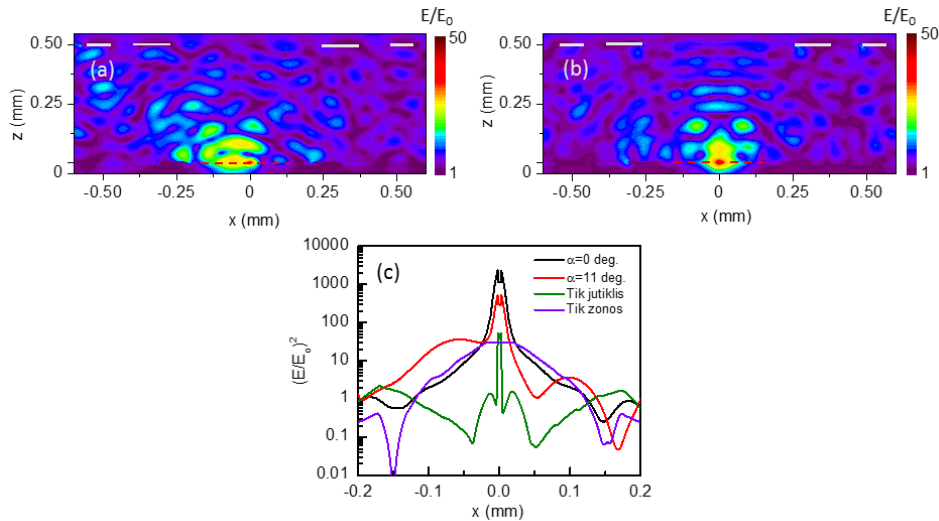 E/E₀
E/E₀
0.50
(a)
50
0.50
(b)
50
z (mm)
0.25
z (mm)
0.25
0
1
0
1
-0.50
-0.25
0
0.25
0.50
-0.50
-0.25
0
0.25
0.50
x (mm)
x (mm)
10000
(c)
α=0 deg.
α=11 deg.
Tik jutiklis
Tik zonos
1000
100
(E/Eₒ)²
10
1
0.1
0.01
-0.2
-0.1
0.0
0.1
0.2
x (mm)